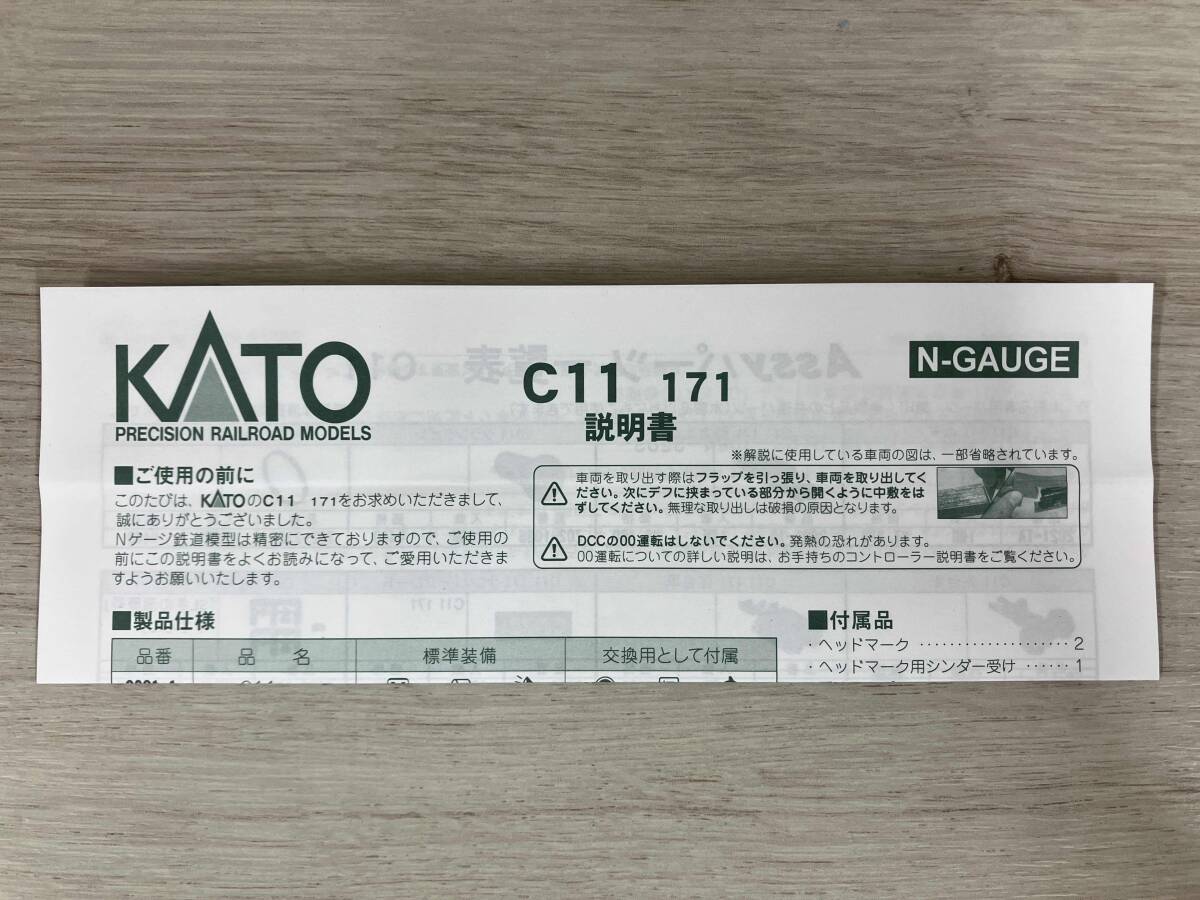 KATO
PRECISION RAILROAD MODELS
C11 171
説明書
N-GAUGE
※解説に使用している車両の図は、一部省略されています。
■ご使用の前に
このたびは、KATOのC11 171をお求めいただきまして、
誠にありがとうございました。
Nゲージ鉄道模型は精密にできておりますので、ご使用の
前にこの説明書をよくお読みになって、ご愛用いただきま
すようお願いいたします。
車両を取り出す際はフラップを引っ張り、車両を取り出してく
ださい。次にデフに挟まっている部分から開くように中敷をは
ずしてください。無理な取り出しは破損の原因となります。
DCCの00運転はしないでください。発熱の恐れがあります。
00運転についての詳しい説明は、お手持ちのコントローラー説明書をご覧ください。
■製品仕様
品番 品 名 標準装備 交換用として付属
■付属品
・ヘッドマーク ····················· 2
・ヘッドマーク用シンダー受け ······ 1